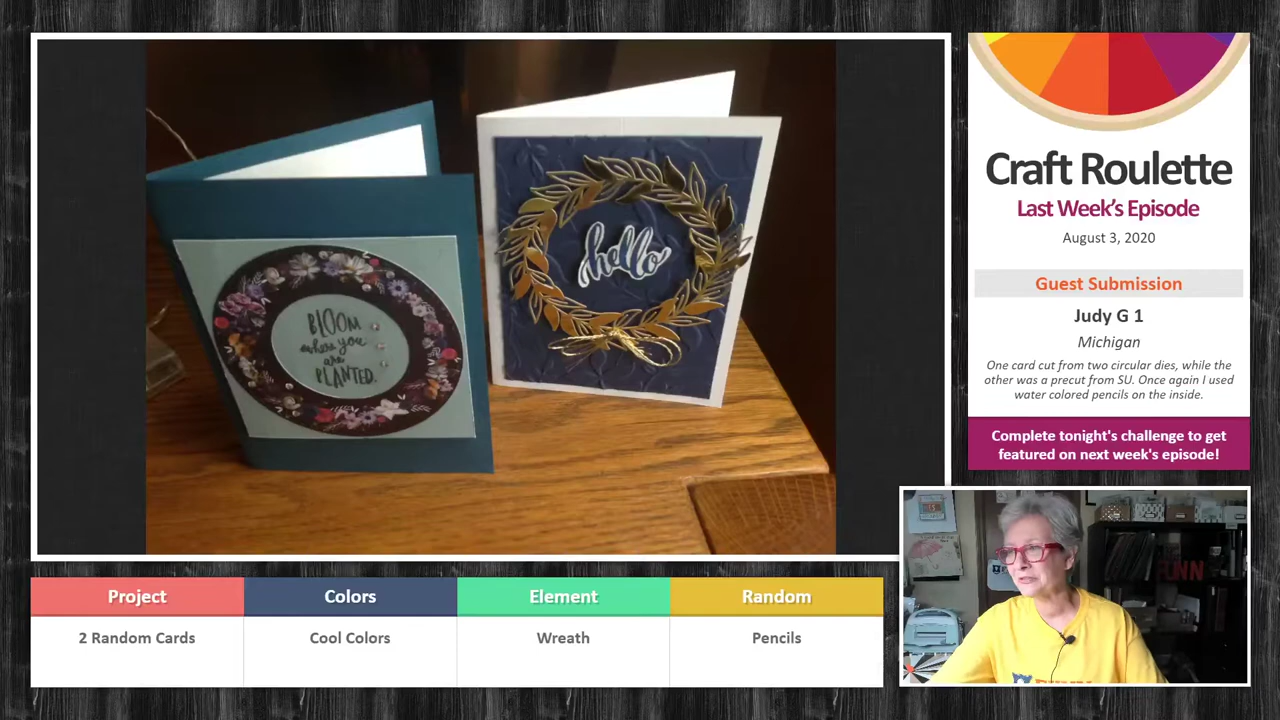 BLOOM
where you
are
PLANTED.
hello
Craft Roulette
Last Week's Episode
August 3, 2020
Guest Submission
Judy G 1
Michigan
One card cut from two circular dies, while the
other was a precut from SU. Once again I used
water colored pencils on the inside.
Complete tonight's challenge to get
featured on next week's episode!
Project
Colors
Element
Random
2 Random Cards
Cool Colors
Wreath
Pencils